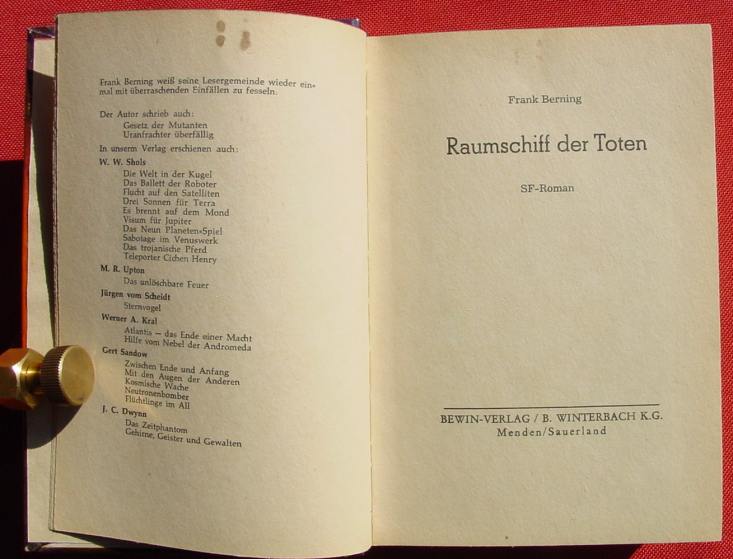 Frank Berning weiß seine Lesergemeinde wieder ein-
mal mit überraschenden Einfällen zu fesseln.
Der Autor schrieb auch:
Gesetz der Mutanten
Uranfrachter überfällig
In unserm Verlag erschienen auch:
W. W. Shols
Die Welt in der Kugel
Das Ballett der Roboter
Flucht auf den Satelliten
Drei Sonnen für Terra
Es brennt auf dem Mond
Visum für Jupiter
Das Neun Planeten-Spiel
Sabotage im Venuswerk
Das trojanische Pferd
Teleporter Cichen Henry
M. R. Upton
Das unlöschbare Feuer
Jürgen vom Scheidt
Sternvogel
Werner A. Kral
Atlantis — das Ende einer Macht
Hilfe vom Nebel der Andromeda
Gert Sandow
Zwischen Ende und Anfang
Mit den Augen der Anderen
Kosmische Wache
Neutronenbomber
Flüchtlinge im All
J. C. Dwynn
Das Zeitphantom
Gehirne, Geister und Gewalten
Frank Berning
Raumschiff der Toten
SF-Roman
BEWIN-VERLAG / B. WINTERBACH K.G.
Menden/Sauerland